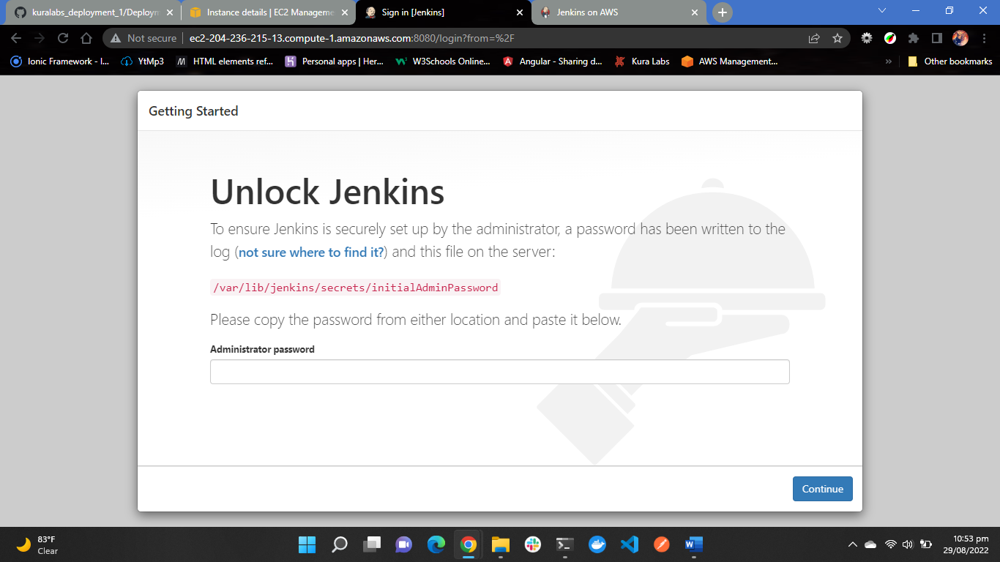 kuralabs_deployment_1/Deploym
Instance details | EC2 Manageme
Sign in [Jenkins]
Jenkins on AWS
Not secure
ec2-204-236-215-13.compute-1.amazonaws.com:8080/login?from=%2F
Ionic Framework - I...
YtMp3
HTML elements ref...
Personal apps | Her...
W3Schools Online...
Angular - Sharing d...
Kura Labs
AWS Management...
»
Other bookmarks
Getting Started
Unlock Jenkins
To ensure Jenkins is securely set up by the administrator, a password has been written to the
log (not sure where to find it?) and this file on the server:
/var/lib/jenkins/secrets/initialAdminPassword
Please copy the password from either location and paste it below.
Administrator password
Continue
83°F
Clear
10:53 pm
29/08/2022